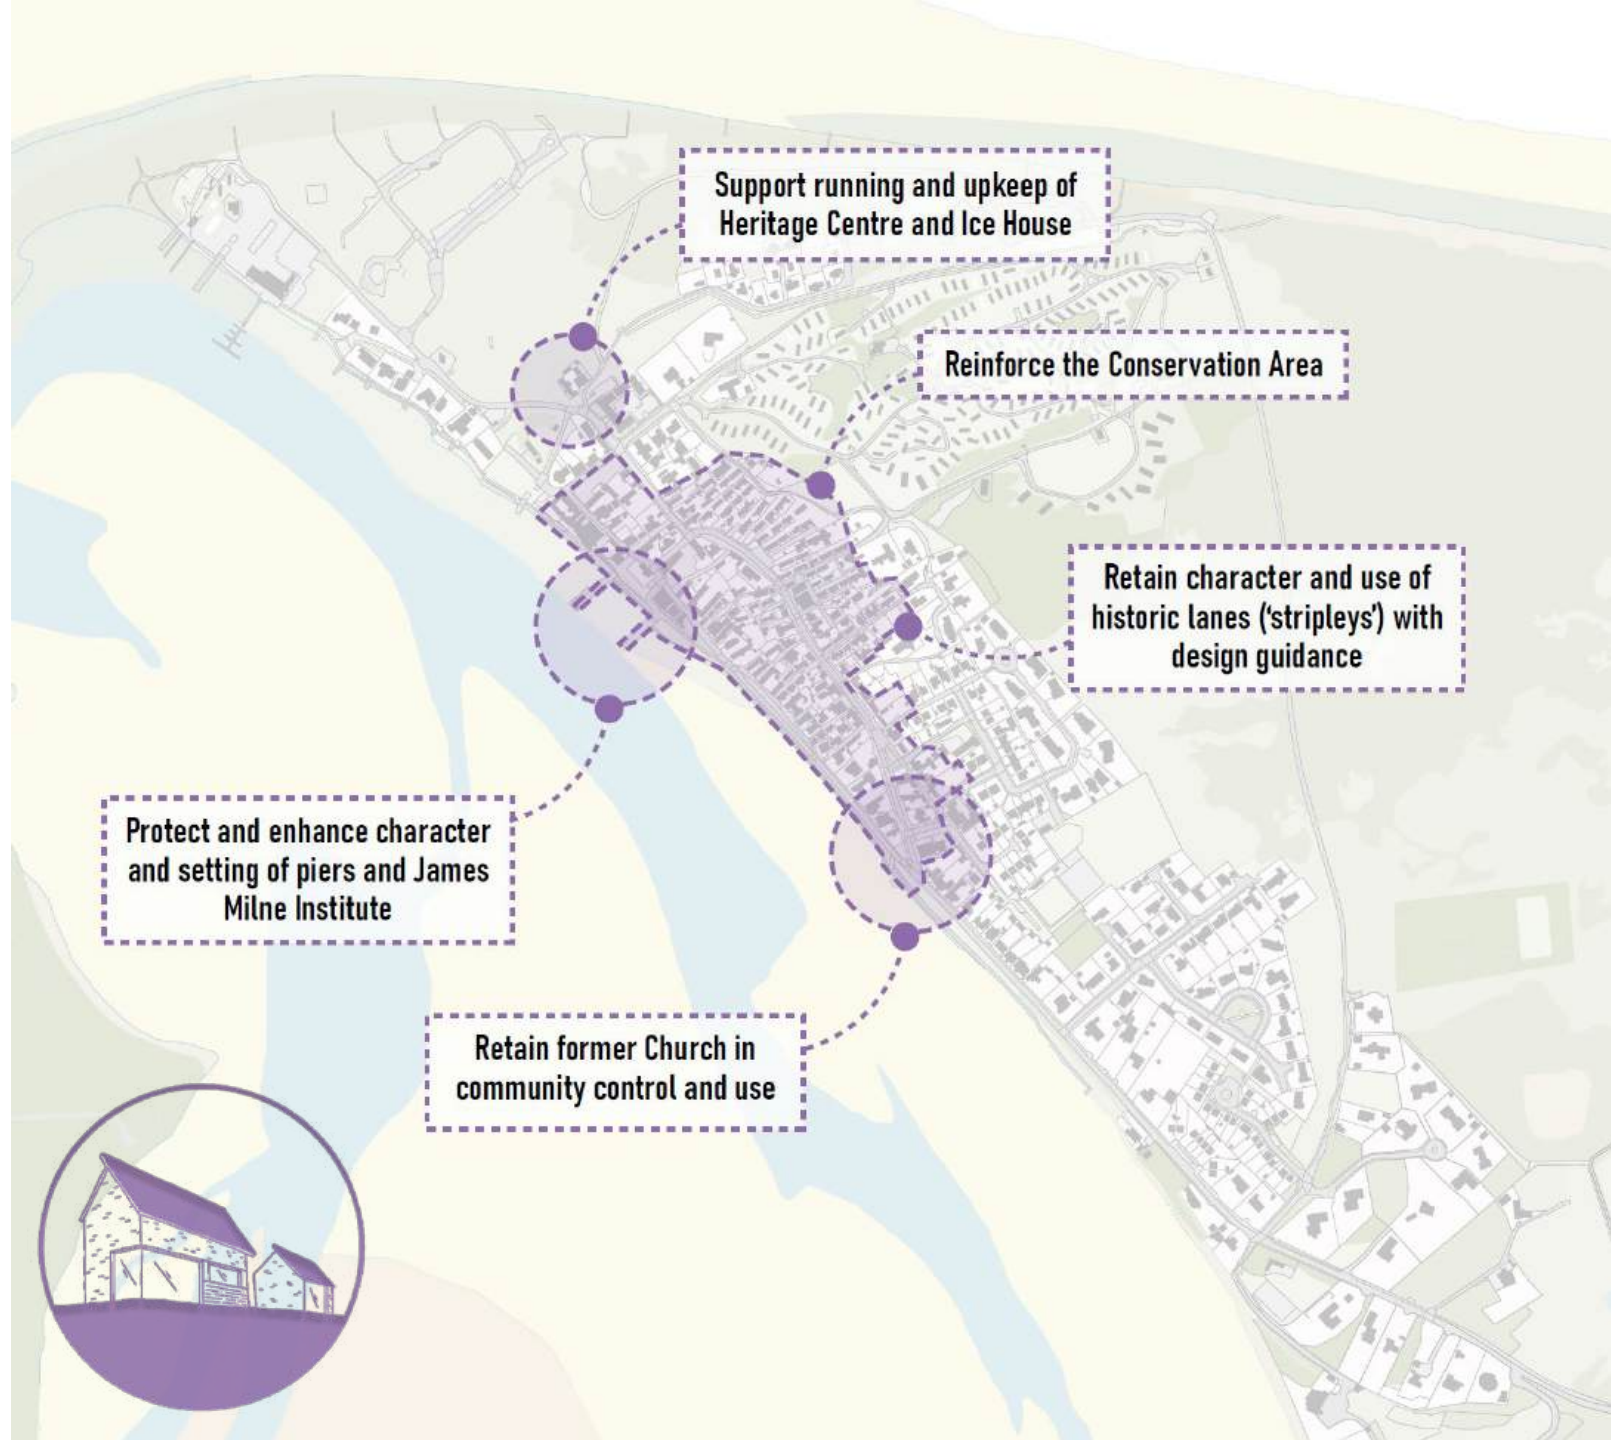 Support running and upkeep of
Heritage Centre and Ice House
Reinforce the Conservation Area
Retain character and use of
historic lanes (‘stripleys’) with
design guidance
Protect and enhance character
and setting of piers and James
Milne Institute
Retain former Church in
community control and use